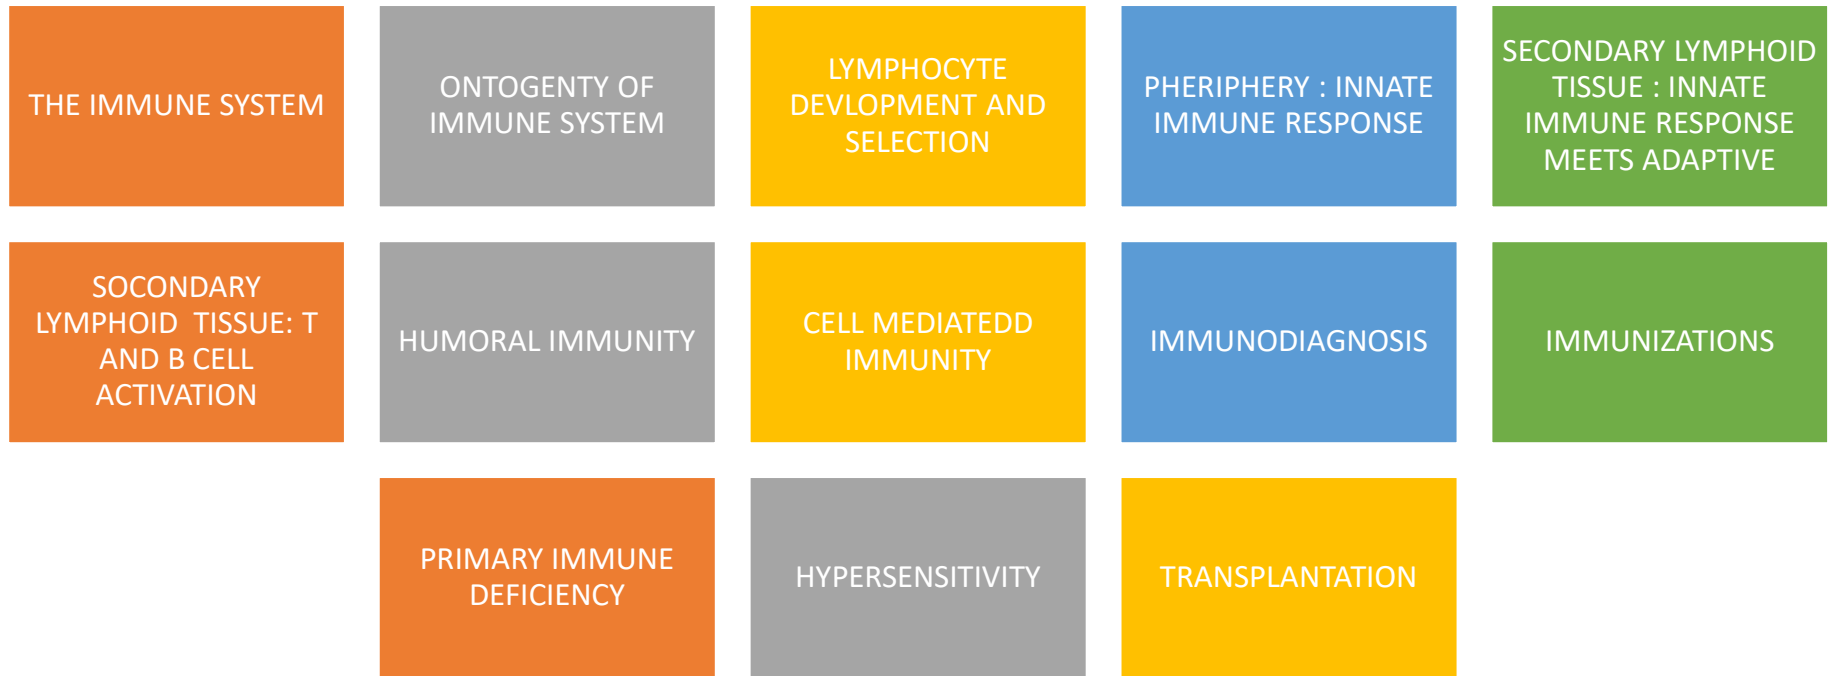 THE IMMUNE SYSTEM
ONTOGENTY OF
IMMUNE SYSTEM
LYMPHOCYTE
DEVLOPMENT AND
SELECTION
PHERIPHERY : INNATE
IMMUNE RESPONSE
SECONDARY LYMPHOID
TISSUE : INNATE
IMMUNE RESPONSE
MEETS ADAPTIVE
SOCONDARY
LYMPHOID  TISSUE: T
AND B CELL
ACTIVATION
HUMORAL IMMUNITY
CELL MEDIATEDD
IMMUNITY
IMMUNODIAGNOSIS
IMMUNIZATIONS
PRIMARY IMMUNE
DEFICIENCY
HYPERSENSITIVITY
TRANSPLANTATION